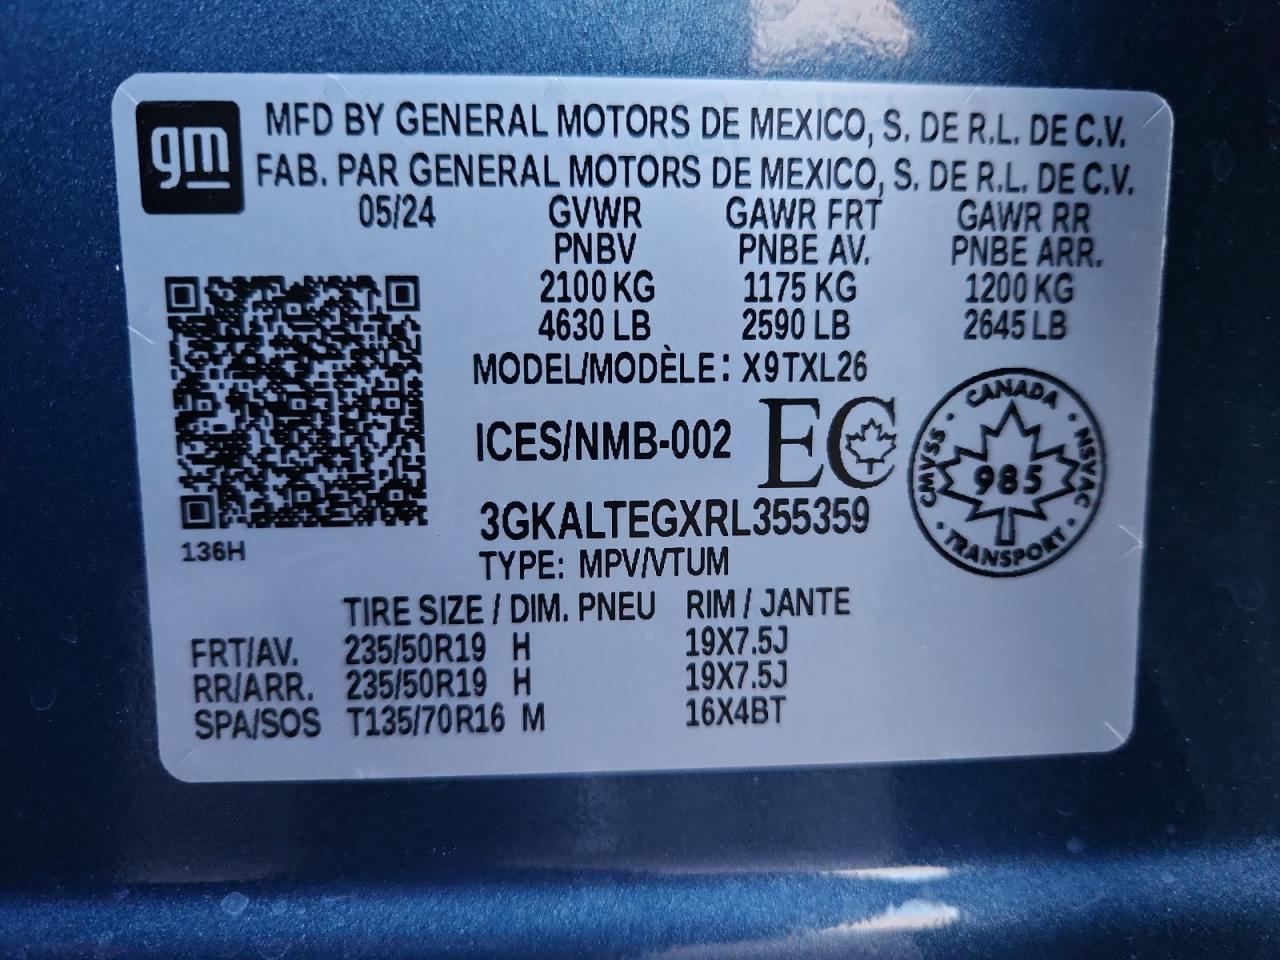 gm
MFD BY GENERAL MOTORS DE MEXICO, S. DE R.L. DE C.V.
FAB. PAR GENERAL MOTORS DE MEXICO, S. DE R.L. DE C.V.
05/24 GVWR GAWR FRT GAWR RR
PNBV PNBE AV. PNBE ARR.
2100 KG 1175 KG 1200 KG
4630 LB 2590 LB 2645 LB
MODEL/MODÈLE: X9TXL26
ICES/NMB-002 EC
CANADA · NSVAC · TRANSPORT · CMVSS ·
985
3GKALTEGXRL355359
136H
TYPE: MPV/VTUM
TIRE SIZE / DIM. PNEU RIM / JANTE
FRT/AV. 235/50R19 H 19X7.5J
RR/ARR. 235/50R19 H 19X7.5J
SPA/SOS T135/70R16 M 16X4BT